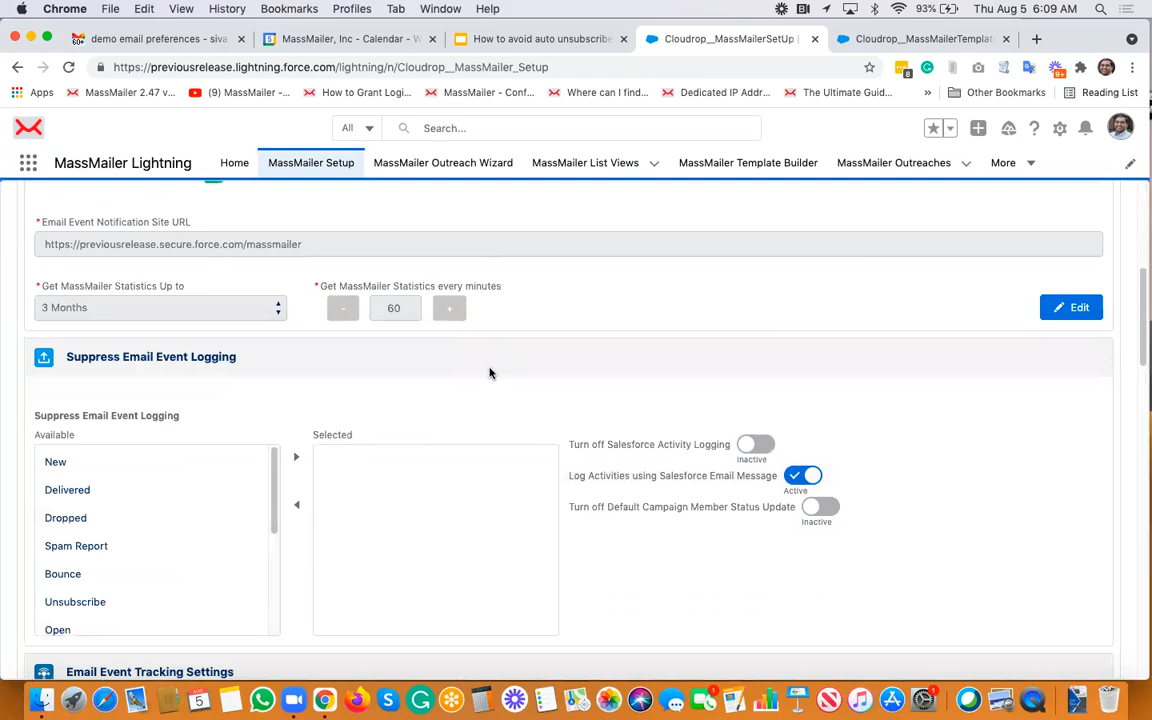 Chrome File Edit View History Bookmarks Profiles Tab Window Help 93% Thu Aug 5 6:09 AM
60+ demo email preferences - siva × MassMailer, Inc - Calendar - W × How to avoid auto unsubscribe × Cloudrop__MassMailerSetUp | × Cloudrop__MassMailerTemplat ×
https://previousrelease.lightning.force.com/lightning/n/Cloudrop__MassMailer_Setup 8 9+
Apps MassMailer 2.47 v... (9) MassMailer -... How to Grant Logi... MassMailer - Conf... Where can I find... Dedicated IP Addr... The Ultimate Guid... » Other Bookmarks Reading List
All Search...
MassMailer Lightning Home MassMailer Setup MassMailer Outreach Wizard MassMailer List Views MassMailer Template Builder MassMailer Outreaches More
* Email Event Notification Site URL
https://previousrelease.secure.force.com/massmailer
* Get MassMailer Statistics Up to * Get MassMailer Statistics every minutes
3 Months - 60 + Edit
Suppress Email Event Logging
Suppress Email Event Logging
Available Selected
New
Delivered
Dropped
Spam Report
Bounce
Unsubscribe
Open
Turn off Salesforce Activity Logging
Inactive
Log Activities using Salesforce Email Message
Active
Turn off Default Campaign Member Status Update
Inactive
Email Event Tracking Settings